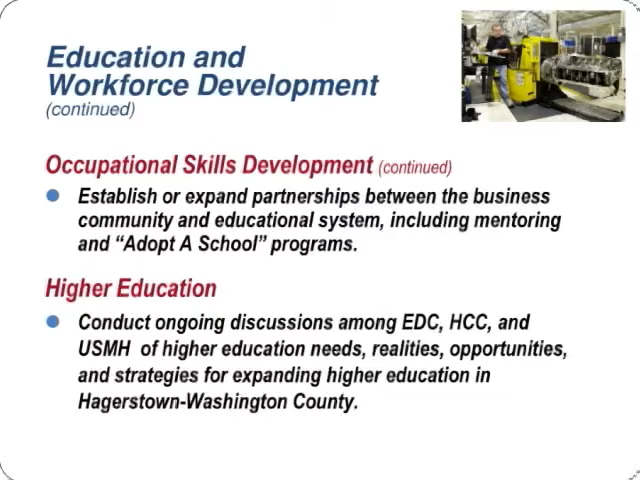 Education and
Workforce Development
(continued)
Occupational Skills Development (continued)
Establish or expand partnerships between the business
community and educational system, including mentoring
and “Adopt A School” programs.
Higher Education
Conduct ongoing discussions among EDC, HCC, and
USMH of higher education needs, realities, opportunities,
and strategies for expanding higher education in
Hagerstown-Washington County.